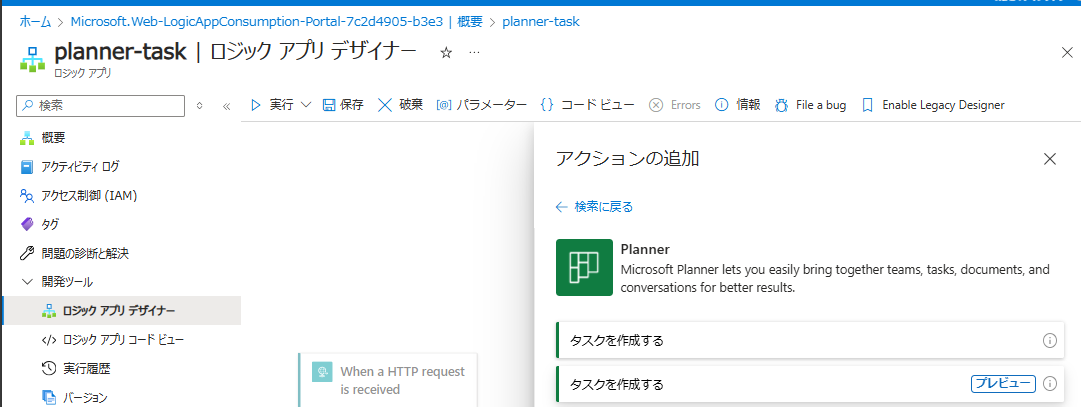 ホーム > Microsoft.Web-LogicAppConsumption-Portal-7c2d4905-b3e3 | 概要 > planner-task
planner-task | ロジック アプリ デザイナー ☆ …
ロジック アプリ
検索
実行 保存 破棄 [@] パラメーター {} コード ビュー Errors 情報 File a bug Enable Legacy Designer
概要
アクティビティ ログ
アクセス制御 (IAM)
タグ
問題の診断と解決
開発ツール
ロジック アプリ デザイナー
ロジック アプリ コード ビュー
実行履歴
バージョン
When a HTTP request
is received
アクションの追加
検索に戻る
Planner
Microsoft Planner lets you easily bring together teams, tasks, documents, and
conversations for better results.
タスクを作成する
タスクを作成する プレビュー